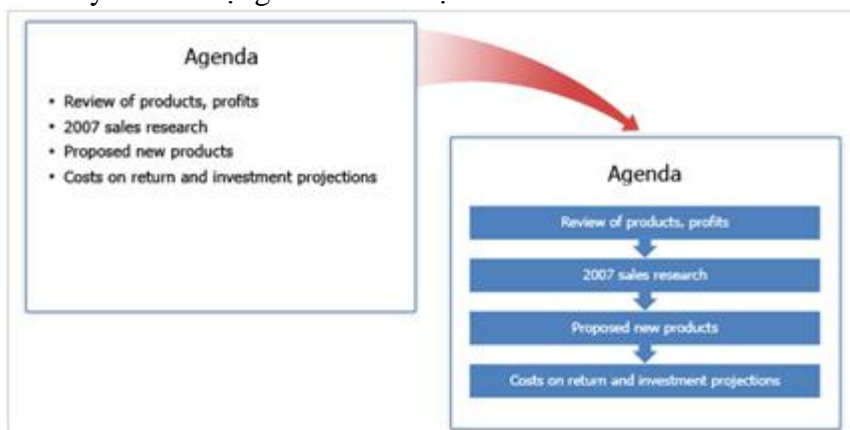 Agenda
• Review of products, profits
• 2007 sales research
• Proposed new products
• Costs on return and investment projections
Agenda
Review of products, profits
2007 sales research
Proposed new products
Costs on return and investment projections